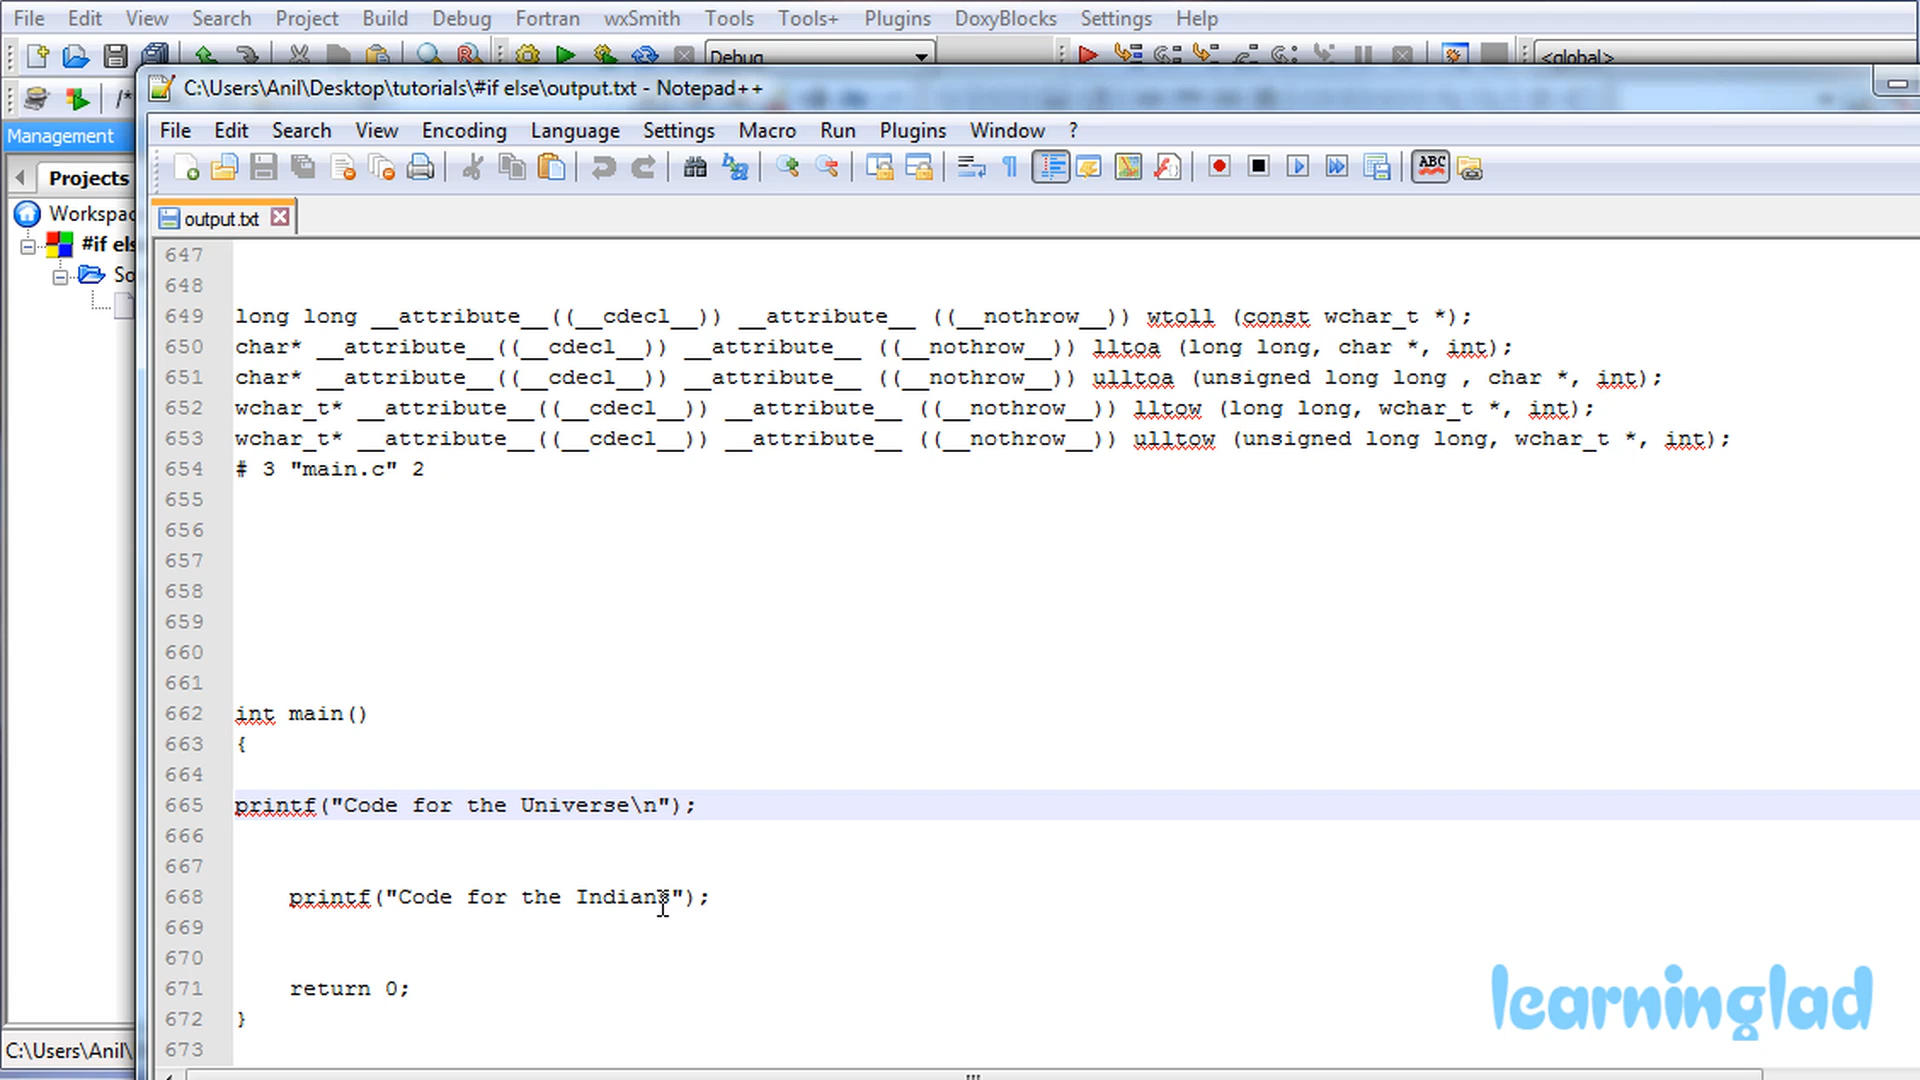 File Edit View Search Project Build Debug Fortran wxSmith Tools Tools+ Plugins DoxyBlocks Settings Help
Debug <global>
C:\Users\Anil\Desktop\tutorials\#if else\output.txt - Notepad++
Management
File Edit Search View Encoding Language Settings Macro Run Plugins Window ?
ABC
Projects
output.txt
Workspac
#if els
So
647
648
649 long long __attribute__((__cdecl__)) __attribute__ ((__nothrow__)) wtoll (const wchar_t *);
650 char* __attribute__((__cdecl__)) __attribute__ ((__nothrow__)) lltoa (long long, char *, int);
651 char* __attribute__((__cdecl__)) __attribute__ ((__nothrow__)) ulltoa (unsigned long long , char *, int);
652 wchar_t* __attribute__((__cdecl__)) __attribute__ ((__nothrow__)) lltow (long long, wchar_t *, int);
653 wchar_t* __attribute__((__cdecl__)) __attribute__ ((__nothrow__)) ulltow (unsigned long long, wchar_t *, int);
654 # 3 "main.c" 2
655
656
657
658
659
660
661
662 int main()
663 {
664
665 printf("Code for the Universe\n");
666
667
668 printf("Code for the Indians");
669
670
671 return 0;
672 }
673
C:\Users\Anil\
learninglad